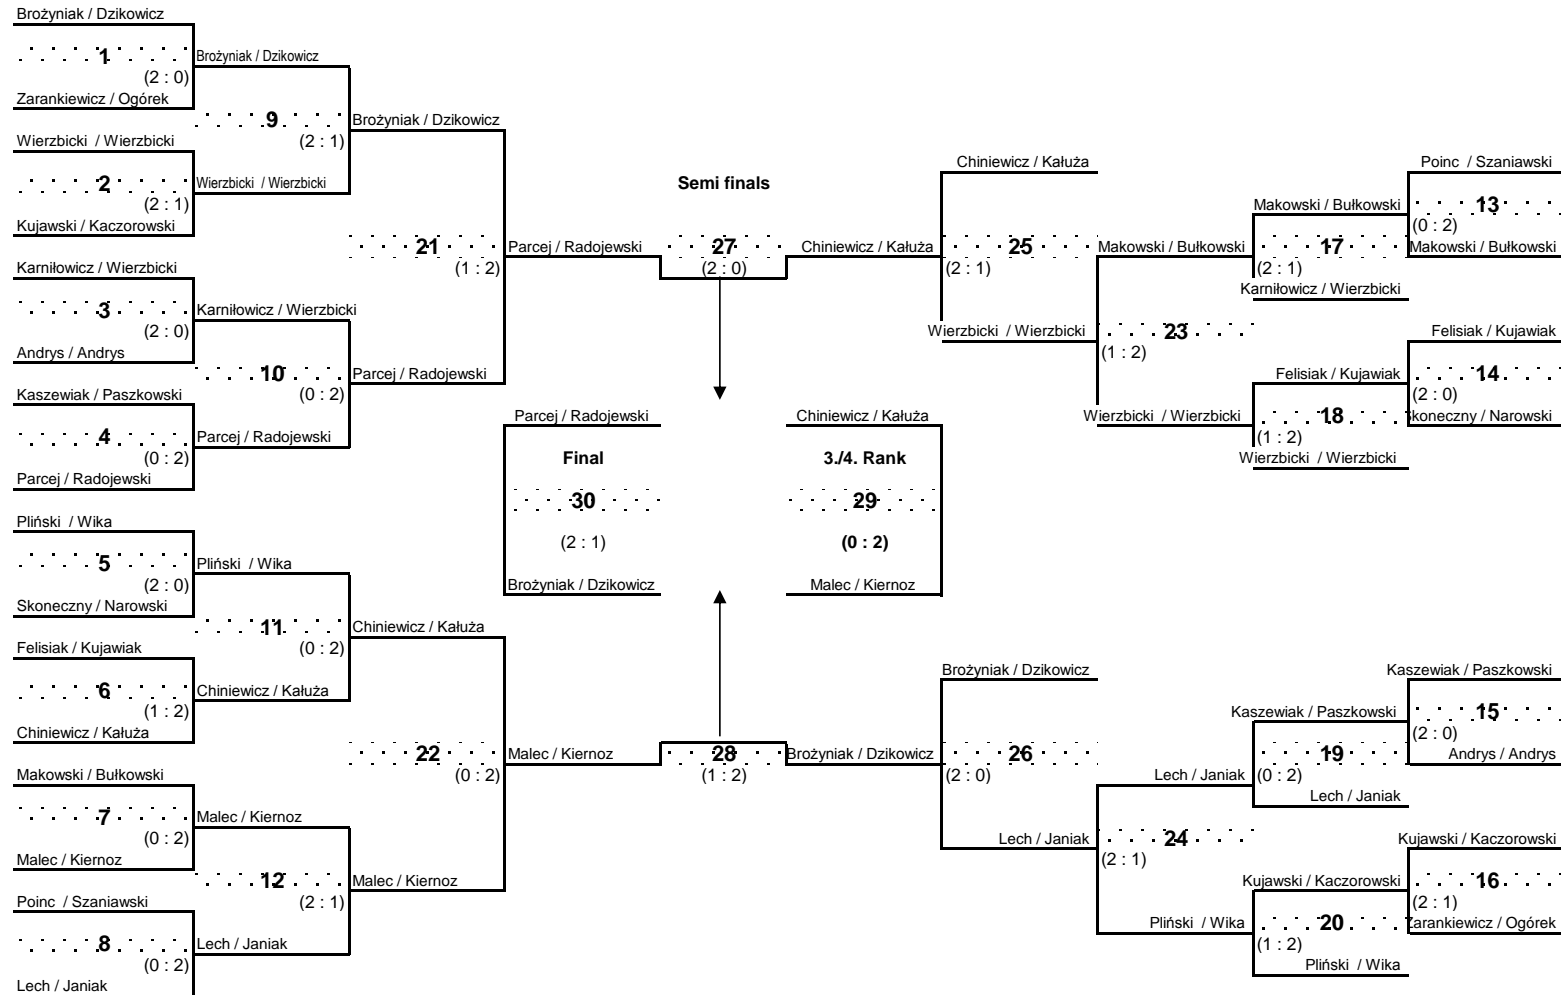 Brożyniak / Dzikowicz
1
(2 : 0)
Zarankiewicz / Ogórek
Wierzbicki / Wierzbicki
2
(2 : 1)
Kujawski / Kaczorowski
Karniłowicz / Wierzbicki
3
(2 : 0)
Andrys / Andrys
Kaszewiak / Paszkowski
4
(0 : 2)
Parcej / Radojewski
Pliński / Wika
5
(2 : 0)
Skoneczny / Narowski
Felisiak / Kujawiak
6
(1 : 2)
Chiniewicz / Kałuża
Makowski / Bułkowski
7
(0 : 2)
Malec / Kiernoz
Poinc / Szaniawski
8
(0 : 2)
Lech / Janiak
Brożyniak / Dzikowicz
9
(2 : 1)
Wierzbicki / Wierzbicki
Karniłowicz / Wierzbicki
10
(0 : 2)
Parcej / Radojewski
Pliński / Wika
11
(0 : 2)
Chiniewicz / Kałuża
Malec / Kiernoz
12
(2 : 1)
Lech / Janiak
Brożyniak / Dzikowicz
21
(1 : 2)
Parcej / Radojewski
Chiniewicz / Kałuża
22
(0 : 2)
Malec / Kiernoz
Parcej / Radojewski
Semi finals
27
(2 : 0)
Chiniewicz / Kałuża
Parcej / Radojewski
Final
30
(2 : 1)
Brożyniak / Dzikowicz
Chiniewicz / Kałuża
3./4. Rank
29
(0 : 2)
Malec / Kiernoz
Malec / Kiernoz
28
(1 : 2)
Brożyniak / Dzikowicz
Chiniewicz / Kałuża
25
(2 : 1)
Wierzbicki / Wierzbicki
Brożyniak / Dzikowicz
26
(2 : 0)
Lech / Janiak
Makowski / Bułkowski
23
(1 : 2)
Wierzbicki / Wierzbicki
Lech / Janiak
24
(2 : 1)
Pliński / Wika
Makowski / Bułkowski
17
(2 : 1)
Karniłowicz / Wierzbicki
Felisiak / Kujawiak
18
(1 : 2)
Wierzbicki / Wierzbicki
Kaszewiak / Paszkowski
19
(0 : 2)
Lech / Janiak
Kujawski / Kaczorowski
20
(1 : 2)
Pliński / Wika
Poinc / Szaniawski
13
(0 : 2)
Makowski / Bułkowski
Felisiak / Kujawiak
14
(2 : 0)
Skoneczny / Narowski
Kaszewiak / Paszkowski
15
(2 : 0)
Andrys / Andrys
Kujawski / Kaczorowski
16
(2 : 1)
Zarankiewicz / Ogórek